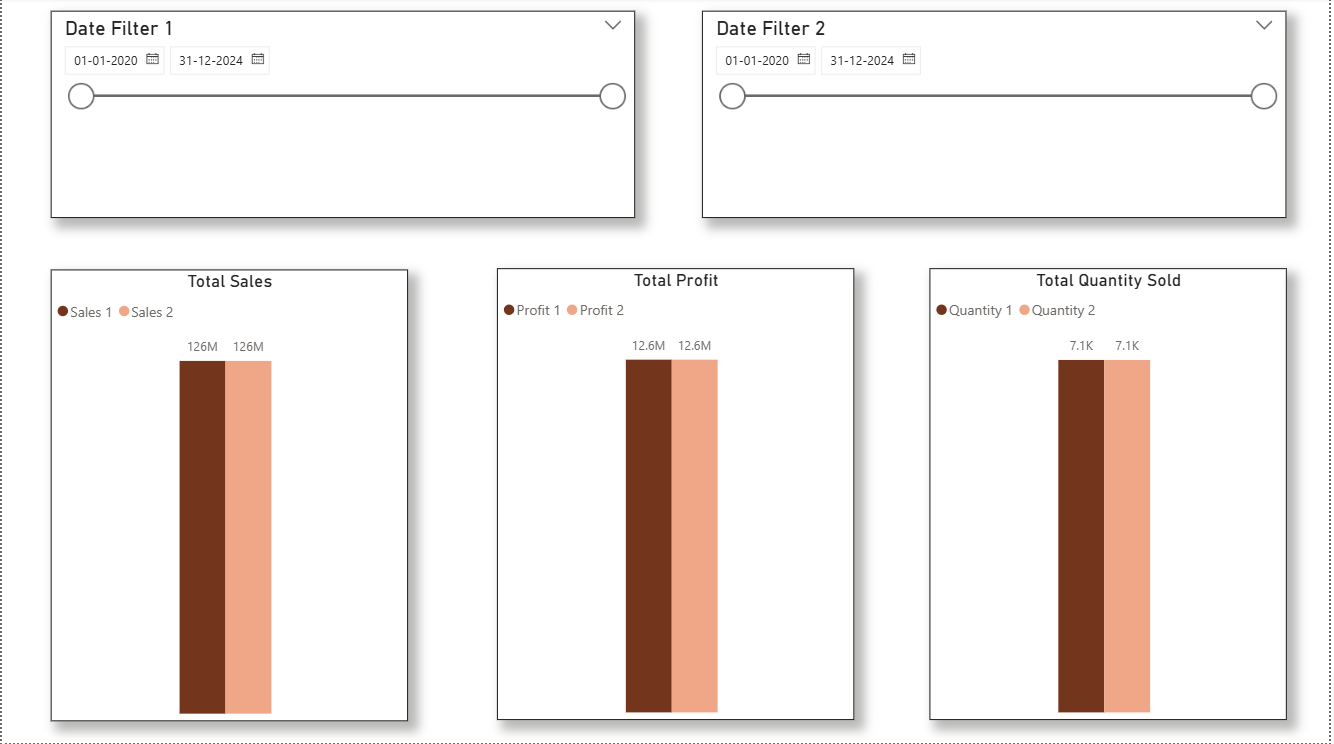 Date Filter 1
01-01-2020 31-12-2024
Date Filter 2
01-01-2020 31-12-2024
Total Sales
Sales 1 Sales 2
126M 126M
Total Profit
Profit 1 Profit 2
12.6M 12.6M
Total Quantity Sold
Quantity 1 Quantity 2
7.1K 7.1K